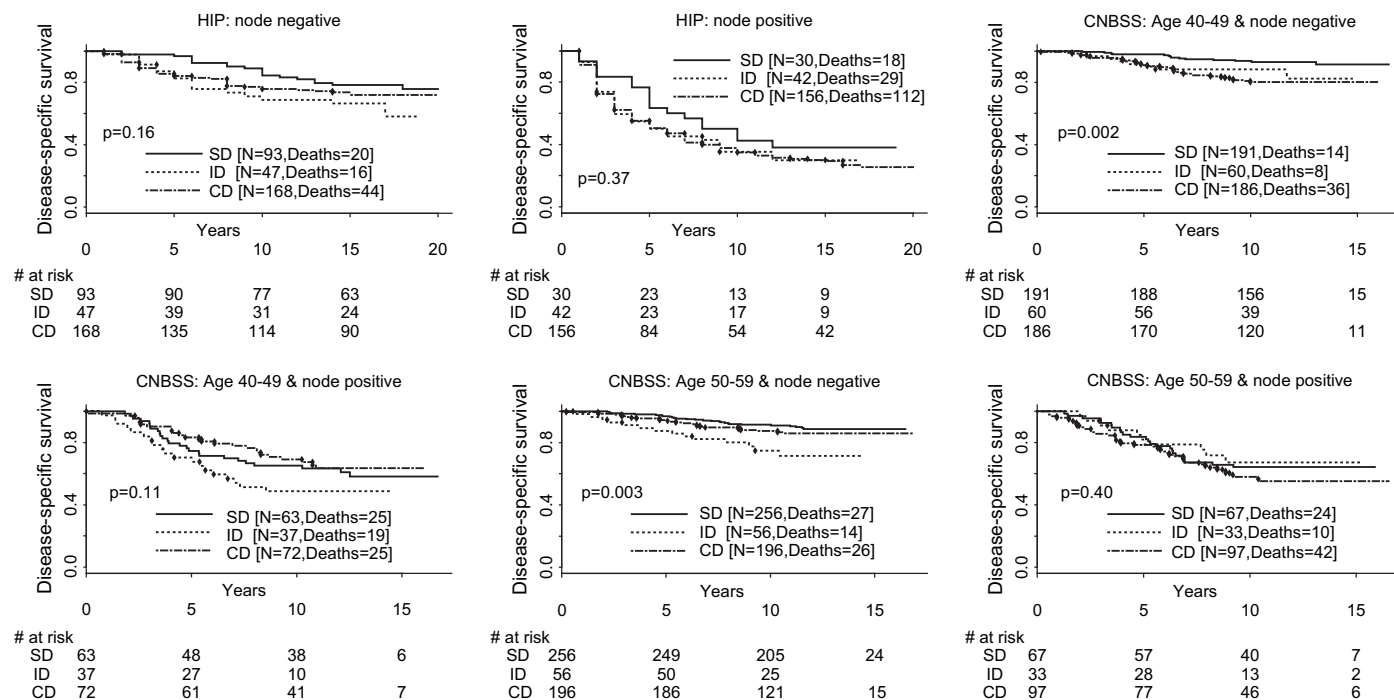 HIP: node negative
Disease-specific survival
0.8
0.4
0.0
p=0.16
SD [N=93,Deaths=20]
ID [N=47,Deaths=16]
CD [N=168,Deaths=44]
Years
0 5 10 15 20
# at risk
SD 93 90 77 63
ID 47 39 31 24
CD 168 135 114 90
HIP: node positive
Disease-specific survival
0.8
0.4
0.0
SD [N=30,Deaths=18]
ID [N=42,Deaths=29]
CD [N=156,Deaths=112]
p=0.37
Years
0 5 10 15 20
# at risk
SD 30 23 13 9
ID 42 23 17 9
CD 156 84 54 42
CNBSS: Age 40-49 & node negative
Disease-specific survival
0.8
0.4
0.0
p=0.002
SD [N=191,Deaths=14]
ID [N=60,Deaths=8]
CD [N=186,Deaths=36]
Years
0 5 10 15
# at risk
SD 191 188 156 15
ID 60 56 39
CD 186 170 120 11
CNBSS: Age 40-49 & node positive
Disease-specific survival
0.8
0.4
0.0
p=0.11
SD [N=63,Deaths=25]
ID [N=37,Deaths=19]
CD [N=72,Deaths=25]
Years
0 5 10 15
# at risk
SD 63 48 38 6
ID 37 27 10
CD 72 61 41 7
CNBSS: Age 50-59 & node negative
Disease-specific survival
0.8
0.4
0.0
p=0.003
SD [N=256,Deaths=27]
ID [N=56,Deaths=14]
CD [N=196,Deaths=26]
Years
0 5 10 15
# at risk
SD 256 249 205 24
ID 56 50 25
CD 196 186 121 15
CNBSS: Age 50-59 & node positive
Disease-specific survival
0.8
0.4
0.0
p=0.40
SD [N=67,Deaths=24]
ID [N=33,Deaths=10]
CD [N=97,Deaths=42]
Years
0 5 10 15
# at risk
SD 67 57 40 7
ID 33 28 13 2
CD 97 77 46 6